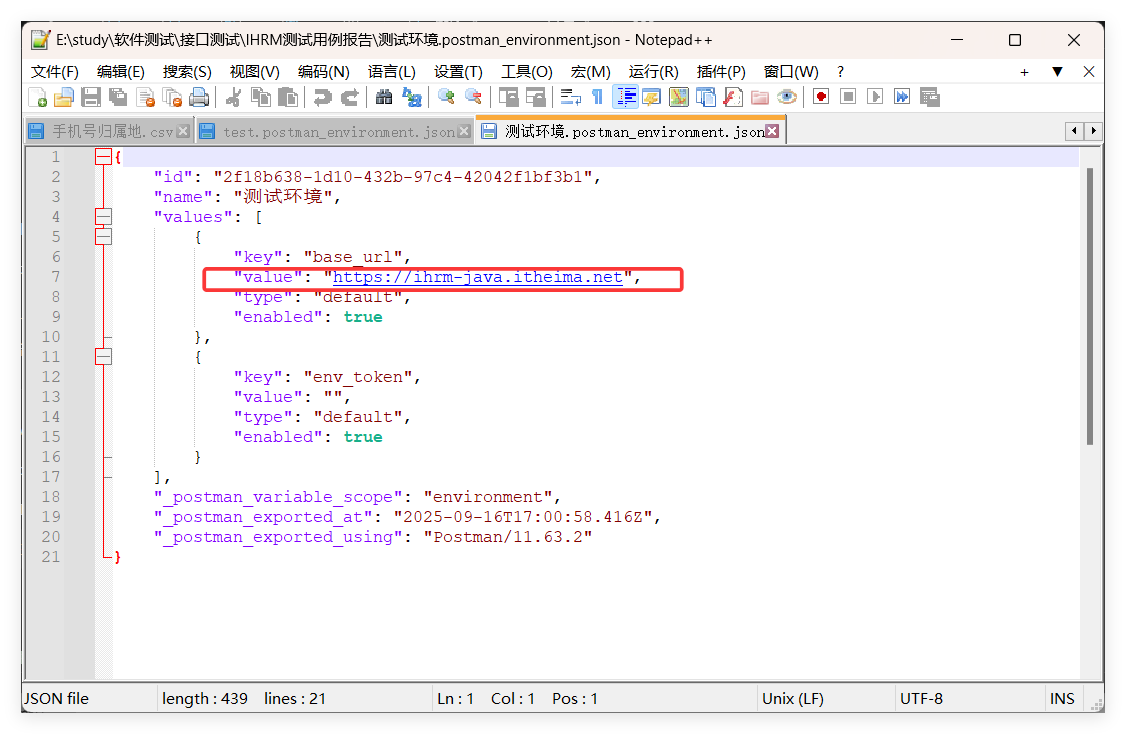 E:\study\软件测试\接口测试\IHRM测试用例报告\测试环境.postman_environment.json - Notepad++
文件(F) 编辑(E) 搜索(S) 视图(V) 编码(N) 语言(L) 设置(T) 工具(O) 宏(M) 运行(R) 插件(P) 窗口(W) ? + ▼ ✕
手机号归属地.csv test.postman_environment.json 测试环境.postman_environment.json
1 {
2 "id": "2f18b638-1d10-432b-97c4-42042f1bf3b1",
3 "name": "测试环境",
4 "values": [
5 {
6 "key": "base_url",
7 "value": "https://ihrm-java.itheima.net",
8 "type": "default",
9 "enabled": true
10 },
11 {
12 "key": "env_token",
13 "value": "",
14 "type": "default",
15 "enabled": true
16 }
17 ],
18 "_postman_variable_scope": "environment",
19 "_postman_exported_at": "2025-09-16T17:00:58.416Z",
20 "_postman_exported_using": "Postman/11.63.2"
21 }
JSON file length : 439 lines : 21 Ln : 1 Col : 1 Pos : 1 Unix (LF) UTF-8 INS